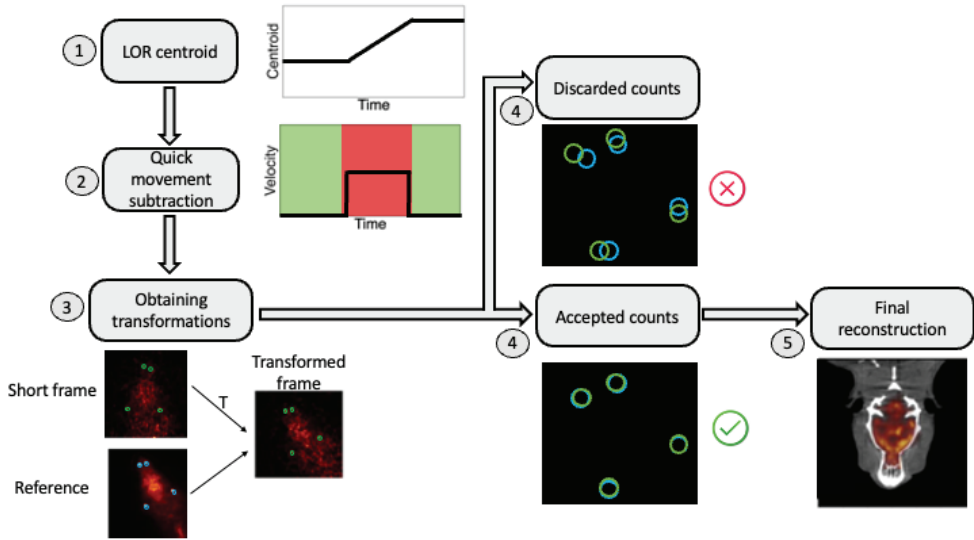 1
LOR centroid
Centroid
Time
2
Quick
movement
subtraction
Velocity
Time
3
Obtaining
transformations
4
Discarded counts
4
Accepted counts
5
Final
reconstruction
Short frame
T
Transformed
frame
Reference